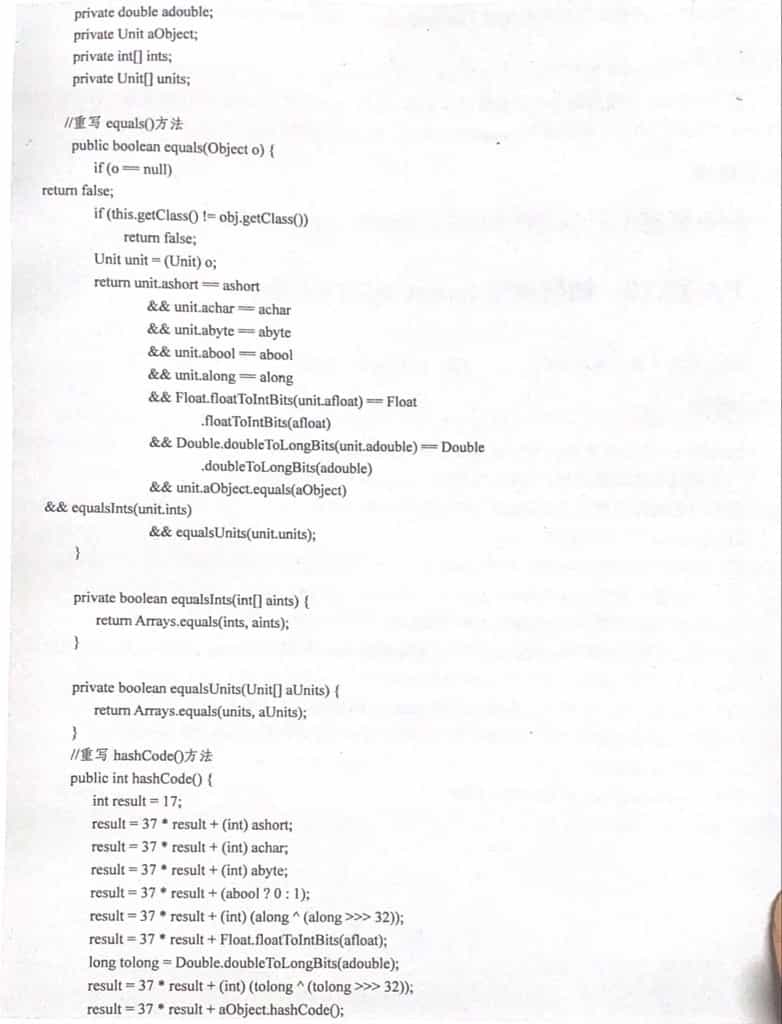 private double adouble;
private Unit aObject;
private int[] ints;
private Unit[] units;
//重写 equals()方法
public boolean equals(Object o) {
if (o == null)
return false;
if (this.getClass() != obj.getClass())
return false;
Unit unit = (Unit) o;
return unit.ashort == ashort
&& unit.achar == achar
&& unit.abyte == abyte
&& unit.abool == abool
&& unit.along == along
&& Float.floatToIntBits(unit.afloat) == Float
.floatToIntBits(afloat)
&& Double.doubleToLongBits(unit.adouble) == Double
.doubleToLongBits(adouble)
&& unit.aObject.equals(aObject)
&& equalsInts(unit.ints)
&& equalsUnits(unit.units);
}
private boolean equalsInts(int[] aints) {
return Arrays.equals(ints, aints);
}
private boolean equalsUnits(Unit[] aUnits) {
return Arrays.equals(units, aUnits);
}
//重写 hashCode()方法
public int hashCode() {
int result = 17;
result = 37 * result + (int) ashort;
result = 37 * result + (int) achar;
result = 37 * result + (int) abyte;
result = 37 * result + (abool ? 0 : 1);
result = 37 * result + (int) (along ^ (along >>> 32));
result = 37 * result + Float.floatToIntBits(afloat);
long tolong = Double.doubleToLongBits(adouble);
result = 37 * result + (int) (tolong ^ (tolong >>> 32));
result = 37 * result + aObject.hashCode();